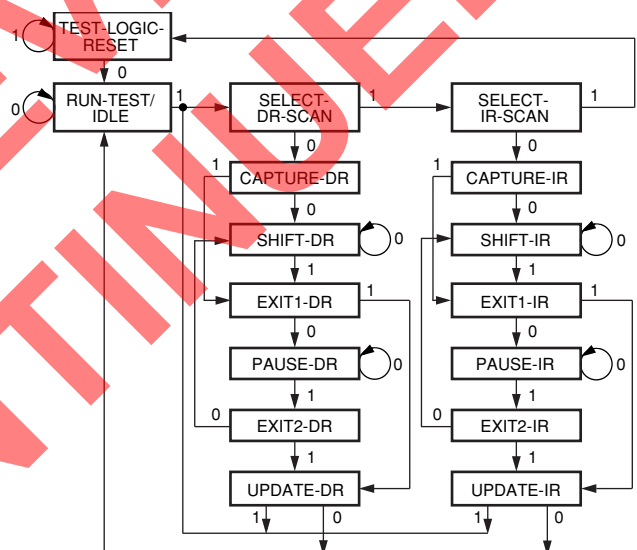 TEST-LOGIC-
RESET
1
0
RUN-TEST/
IDLE
0
1
SELECT-
DR-SCAN
1
SELECT-
IR-SCAN
1
0
0
1
CAPTURE-DR
1
CAPTURE-IR
0
0
SHIFT-DR
0
SHIFT-IR
0
1
1
EXIT1-DR
1
EXIT1-IR
1
0
0
PAUSE-DR
0
PAUSE-IR
0
1
1
0
EXIT2-DR
0
EXIT2-IR
1
1
UPDATE-DR
UPDATE-IR
1
0
1
0